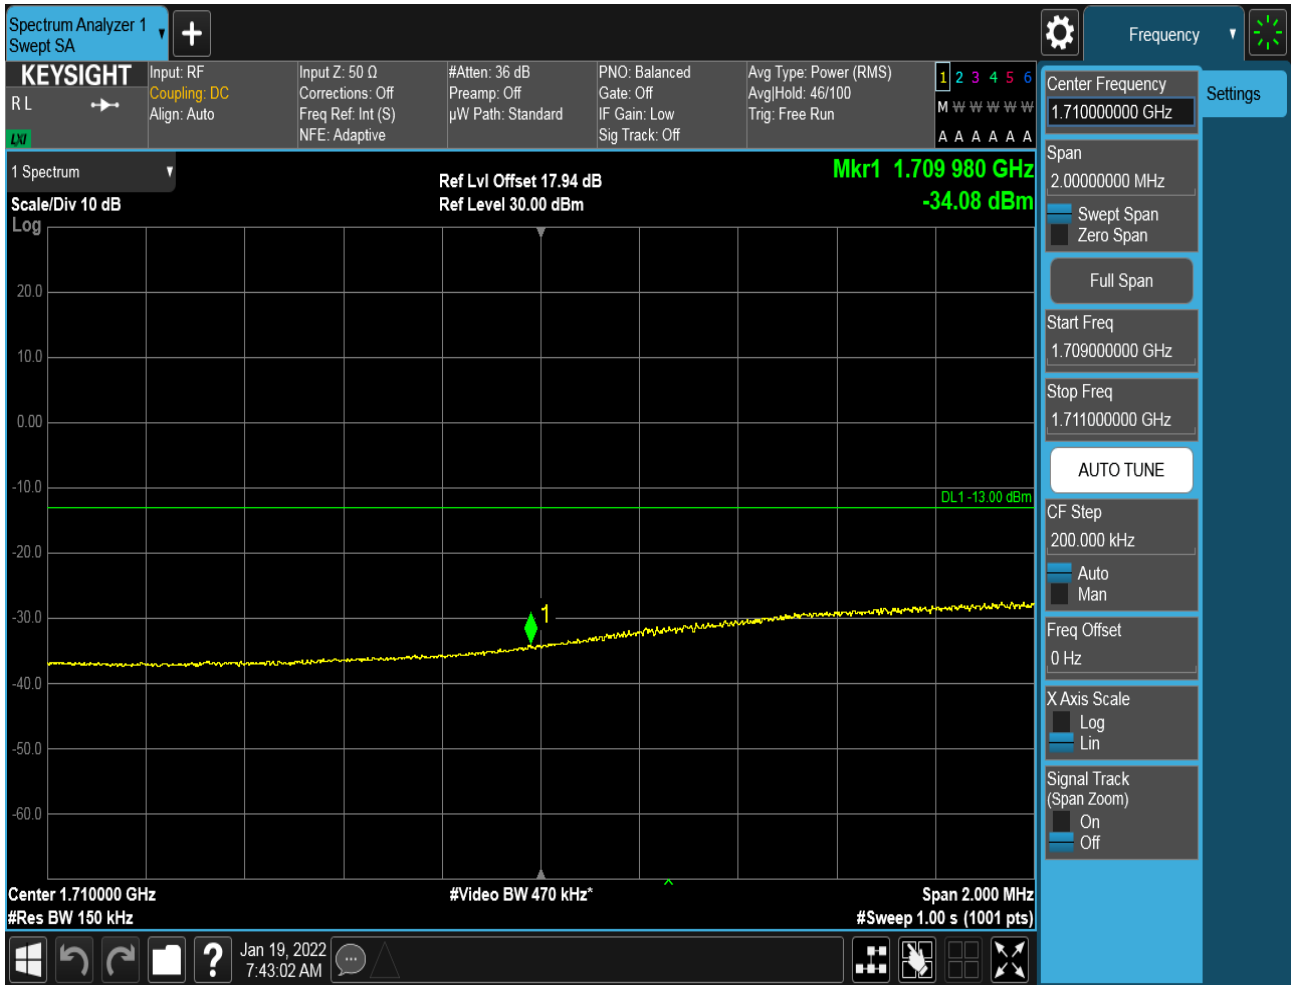 Spectrum Analyzer 1
Swept SA
Frequency
KEYSIGHT
R L
LXI
Input: RF
Coupling: DC
Align: Auto
Input Z: 50 Ω
Corrections: Off
Freq Ref: Int (S)
NFE: Adaptive
#Atten: 36 dB
Preamp: Off
µW Path: Standard
PNO: Balanced
Gate: Off
IF Gain: Low
Sig Track: Off
Avg Type: Power (RMS)
Avg|Hold: 46/100
Trig: Free Run
1 2 3 4 5 6
M W W W W W
A A A A A A
1 Spectrum
Scale/Div 10 dB
Log
Ref Lvl Offset 17.94 dB
Ref Level 30.00 dBm
Mkr1 1.709 980 GHz
-34.08 dBm
20.0
10.0
0.00
-10.0
-20.0
-30.0
-40.0
-50.0
-60.0
DL1 -13.00 dBm
1
Center 1.710000 GHz
#Res BW 150 kHz
#Video BW 470 kHz*
Span 2.000 MHz
#Sweep 1.00 s (1001 pts)
Jan 19, 2022
7:43:02 AM
?
Center Frequency
1.710000000 GHz
Settings
Span
2.00000000 MHz
Swept Span
Zero Span
Full Span
Start Freq
1.709000000 GHz
Stop Freq
1.711000000 GHz
AUTO TUNE
CF Step
200.000 kHz
Auto
Man
Freq Offset
0 Hz
X Axis Scale
Log
Lin
Signal Track
(Span Zoom)
On
Off